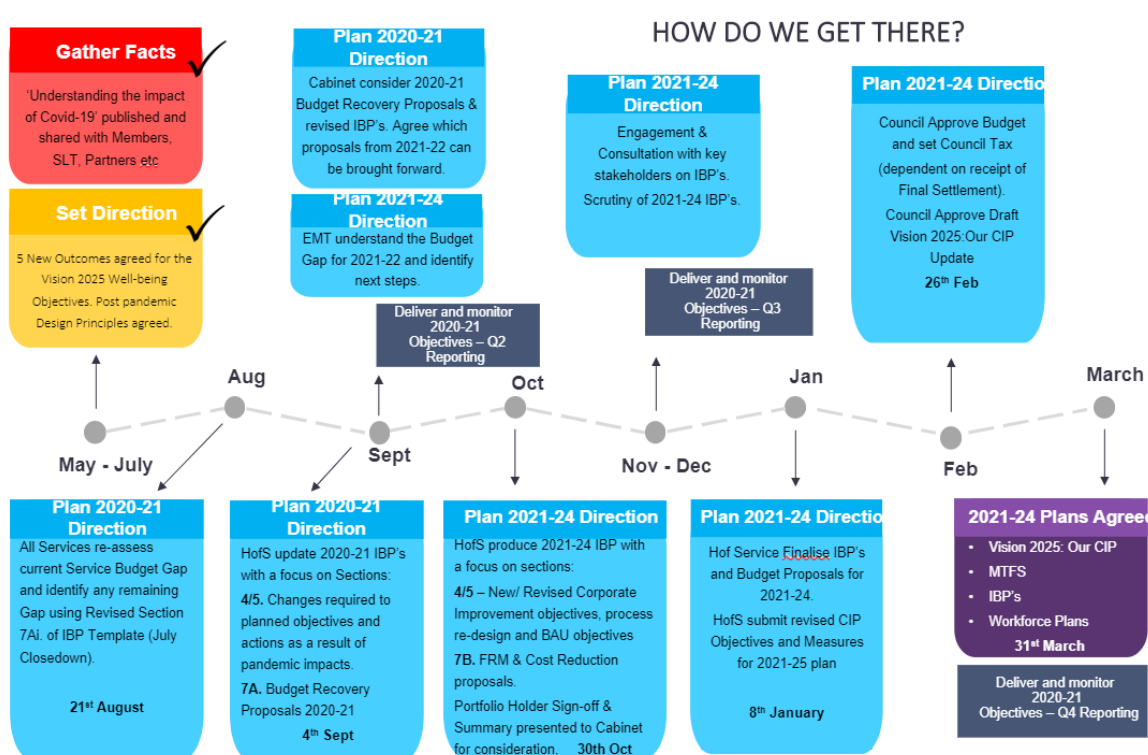 HOW DO WE GET THERE?
Gather Facts
‘Understanding the impact
of Covid-19’ published and
shared with Members,
SLT, Partners etc
Set Direction
5 New Outcomes agreed for the
Vision 2025 Well-being
Objectives. Post pandemic
Design Principles agreed.
Plan 2020-21
Direction
Cabinet consider 2020-21
Budget Recovery Proposals &
revised IBP’s. Agree which
proposals from 2021-22 can
be brought forward.
Plan 2021-24
Direction
EMT understand the Budget
Gap for 2021-22 and identify
next steps.
Deliver and monitor
2020-21
Objectives – Q2
Reporting
Plan 2021-24
Direction
Engagement &
Consultation with key
stakeholders on IBP’s.
Scrutiny of 2021-24 IBP’s.
Deliver and monitor
2020-21
Objectives – Q3
Reporting
Plan 2021-24 Directio
Council Approve Budget
and set Council Tax
(dependent on receipt of
Final Settlement).
Council Approve Draft
Vision 2025:Our CIP
Update
26th Feb
May - July
Aug
Sept
Oct
Nov - Dec
Jan
Feb
March
Plan 2020-21
Direction
All Services re-assess
current Service Budget Gap
and identify any remaining
Gap using Revised Section
7Ai. of IBP Template (July
Closedown).
21st August
Plan 2020-21
Direction
HofS update 2020-21 IBP’s
with a focus on Sections:
4/5. Changes required to
planned objectives and
actions as a result of
pandemic impacts.
7A. Budget Recovery
Proposals 2020-21
4th Sept
Plan 2021-24 Direction
HofS produce 2021-24 IBP with
a focus on sections:
4/5 – New/ Revised Corporate
Improvement objectives, process
re-design and BAU objectives
7B. FRM & Cost Reduction
proposals.
Portfolio Holder Sign-off &
Summary presented to Cabinet
for consideration. 30th Oct
Plan 2021-24 Directio
Hof Service Finalise IBP’s
and Budget Proposals for
2021-24.
HofS submit revised CIP
Objectives and Measures
for 2021-25 plan
8th January
2021-24 Plans Agreed
• Vision 2025: Our CIP
• MTFS
• IBP’s
• Workforce Plans
31st March
Deliver and monitor
2020-21
Objectives – Q4 Reporting